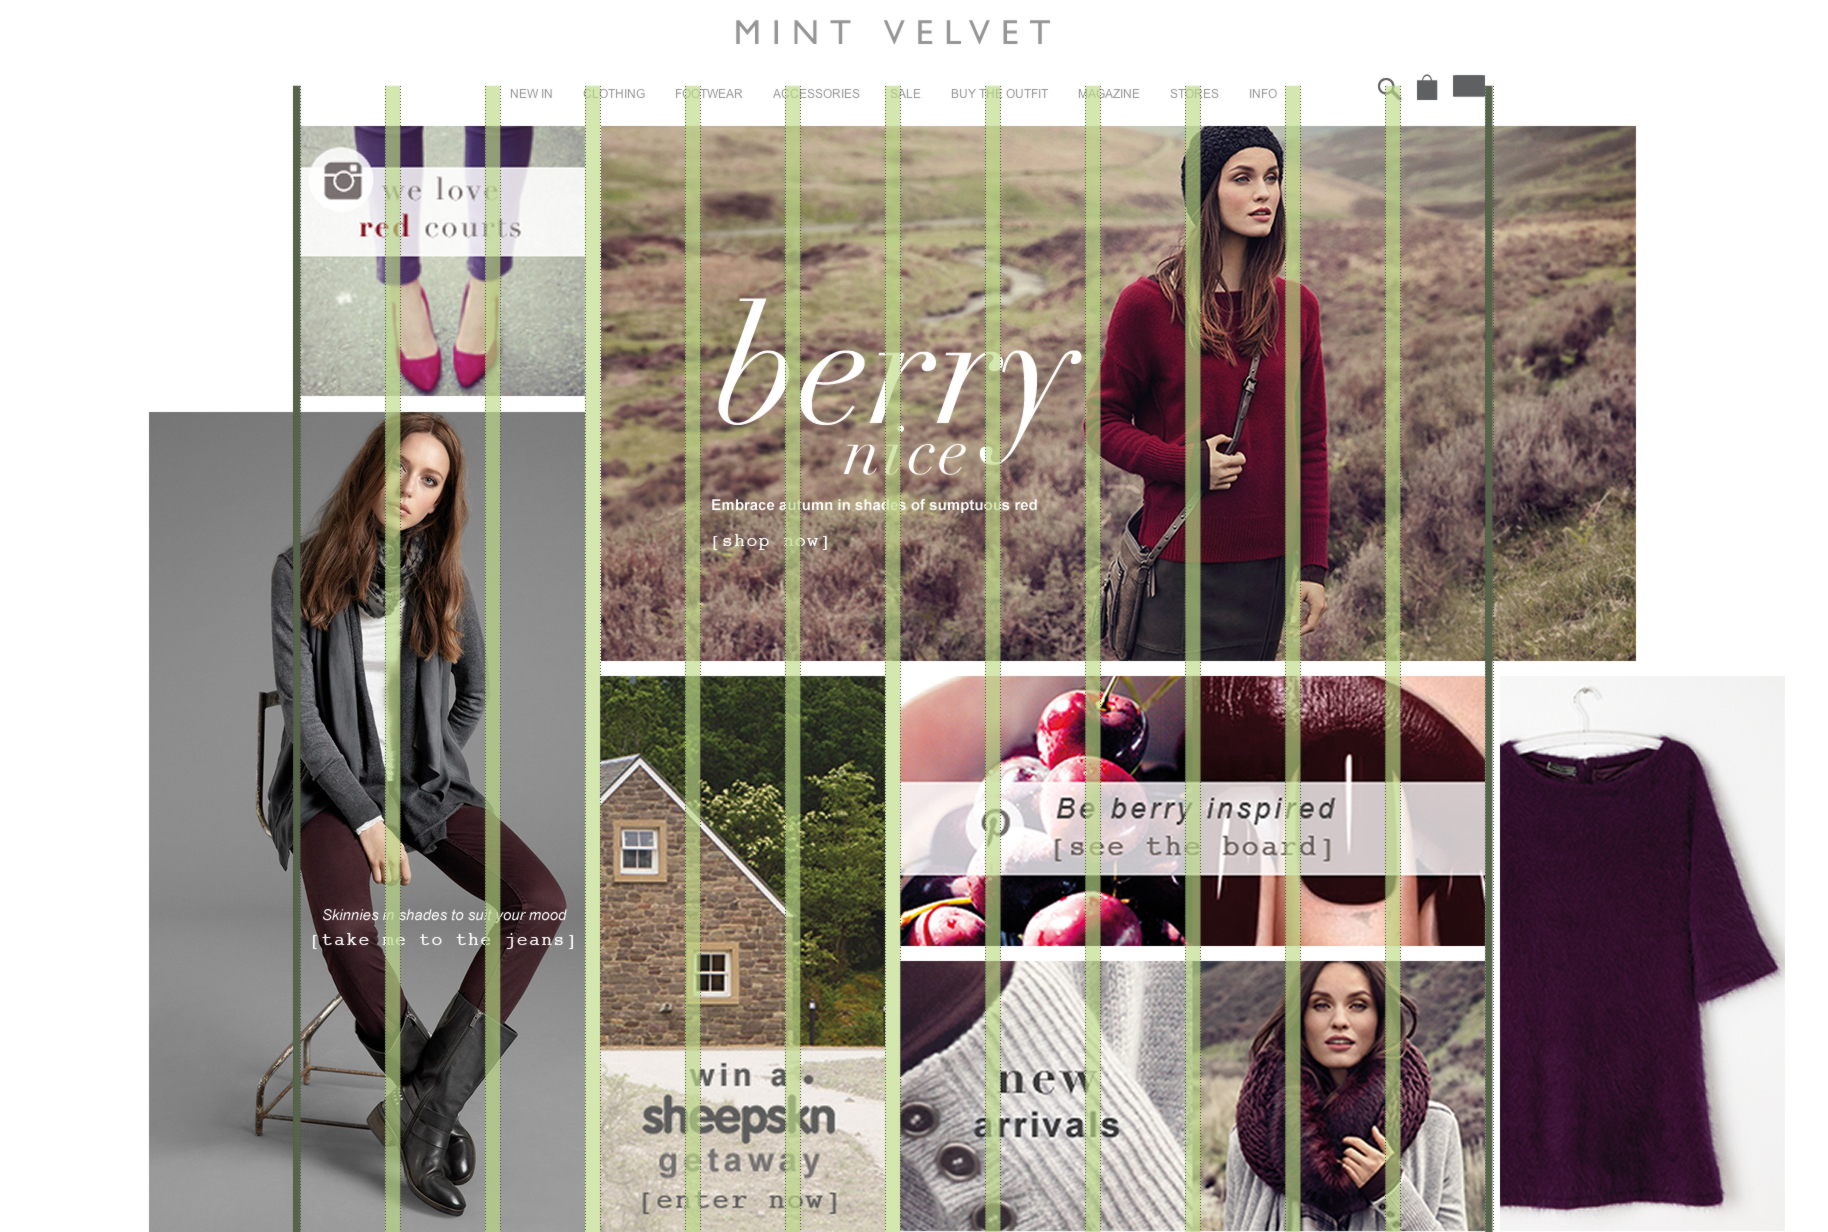 MINT VELVET
NEW IN CLOTHING FOOTWEAR ACCESSORIES SALE BUY THE OUTFIT MAGAZINE STORES INFO
we love
red courts
berry
nice
Embrace autumn in shades of sumptuous red
[shop now]
Skinnies in shades to suit your mood
[take me to the jeans]
Be berry inspired
[see the board]
win a
sheepskn
getaway
[enter now]
new
arrivals